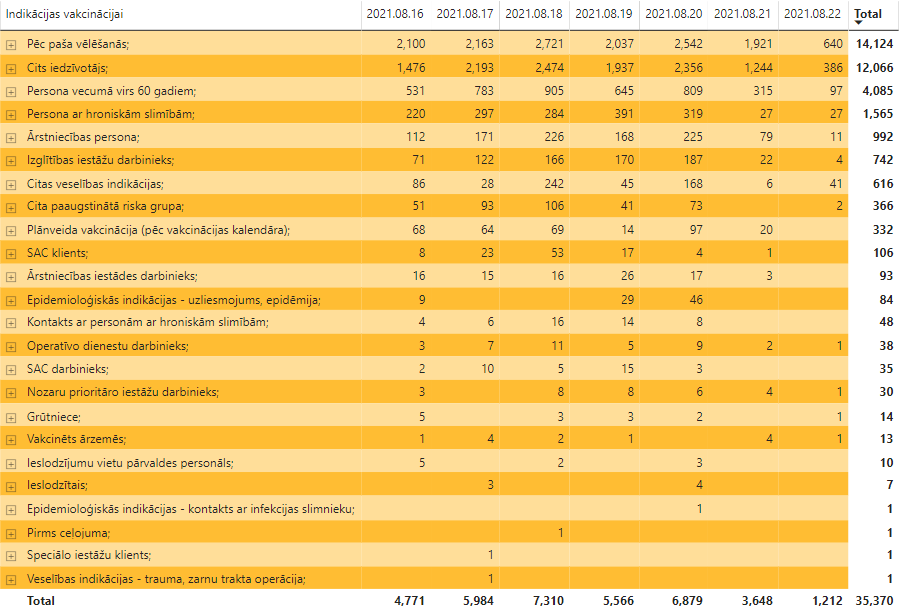 Indikācijas vakcinācijai 2021.08.16 2021.08.17 2021.08.18 2021.08.19 2021.08.20 2021.08.21 2021.08.22 Total
Pēc paša vēlēšanās; 2,100 2,163 2,721 2,037 2,542 1,921 640 14,124
Cits iedzīvotājs; 1,476 2,193 2,474 1,937 2,356 1,244 386 12,066
Persona vecumā virs 60 gadiem; 531 783 905 645 809 315 97 4,085
Persona ar hroniskām slimībām; 220 297 284 391 319 27 27 1,565
Ārstniecības persona; 112 171 226 168 225 79 11 992
Izglītības iestāžu darbinieks; 71 122 166 170 187 22 4 742
Citas veselības indikācijas; 86 28 242 45 168 6 41 616
Cita paaugstinātā riska grupa; 51 93 106 41 73 2 366
Plānveida vakcinācija (pēc vakcinācijas kalendāra); 68 64 69 14 97 20 332
SAC klients; 8 23 53 17 4 1 106
Ārstniecības iestādes darbinieks; 16 15 16 26 17 3 93
Epidemioloģiskās indikācijas - uzliesmojums, epidēmija; 9 29 46 84
Kontakts ar personām ar hroniskām slimībām; 4 6 16 14 8 48
Operatīvo dienestu darbinieks; 3 7 11 5 9 2 1 38
SAC darbinieks; 2 10 5 15 3 35
Nozaru prioritāro iestāžu darbinieks; 3 8 8 6 4 1 30
Grūtniece; 5 3 3 2 1 14
Vakcinēts ārzemēs; 1 4 2 1 4 1 13
Ieslodzījumu vietu pārvaldes personāls; 5 2 3 10
Ieslodzītais; 3 4 7
Epidemioloģiskās indikācijas - kontakts ar infekcijas slimnieku; 1 1
Pirms ceļojuma; 1 1
Speciālo iestāžu klients; 1 1
Veselības indikācijas - trauma, zarnu trakta operācija; 1 1
Total 4,771 5,984 7,310 5,566 6,879 3,648 1,212 35,370